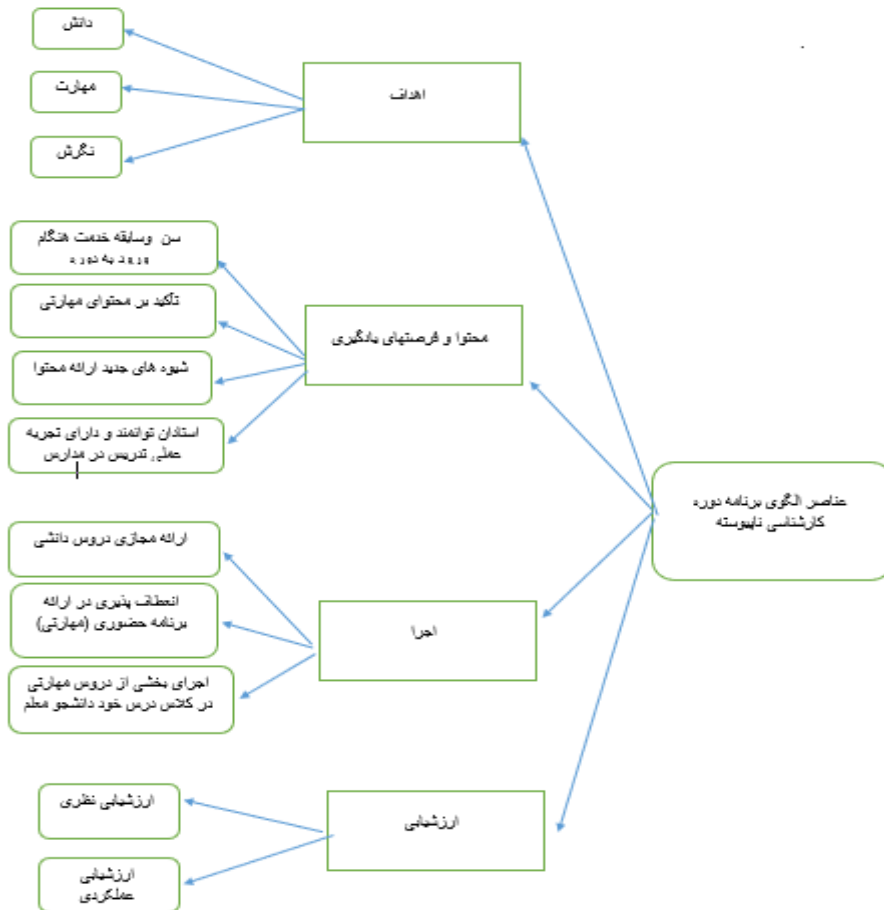 عناصر الگوی برنامه دوره
کارشناسی ناپیوسته
اهداف
دانش
مهارت
نگرش
محتوا و فرصتهای یادگیری
سن وسابقه خدمت هنگام
ورود به دوره
تأکید بر محتوای مهارتی
شیوه های جدید ارائه محتوا
استادان توانمند و دارای تجربه
عملی تدریس در مدارس
اجرا
ارائه مجازی دروس دانشی
انعطاف پذیری در ارائه
برنامه حضوری (مهارتی)
اجرای بخشی از دروس مهارتی
در کلاس درس خود دانشجو معلم
ارزشیابی
ارزشیابی نظری
ارزشیابی
عملکردی